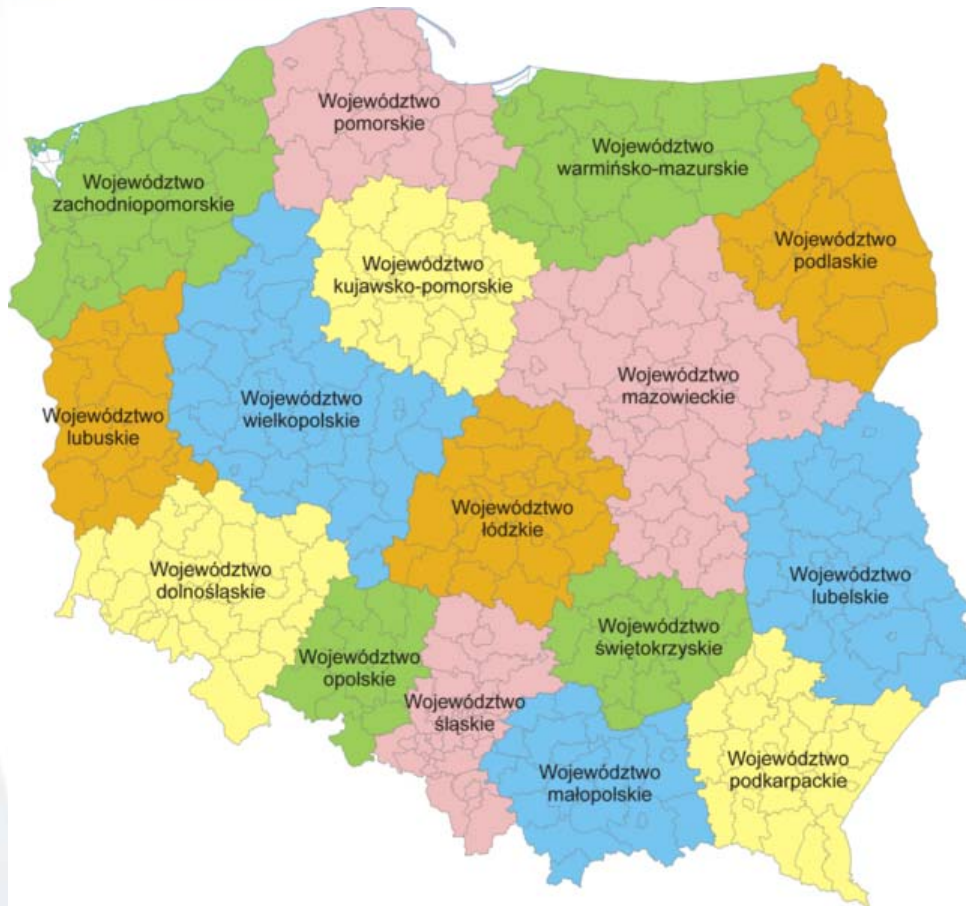 Województwo
pomorskie
Województwo
warmińsko-mazurskie
Województwo
zachodniopomorskie
Województwo
podlaskie
Województwo
kujawsko-pomorskie
Województwo
mazowieckie
Województwo
wielkopolskie
Województwo
lubuskie
Województwo
łódzkie
Województwo
dolnośląskie
Województwo
lubelskie
Województwo
świętokrzyskie
Województwo
opolskie
Województwo
śląskie
Województwo
małopolskie
Województwo
podkarpackie